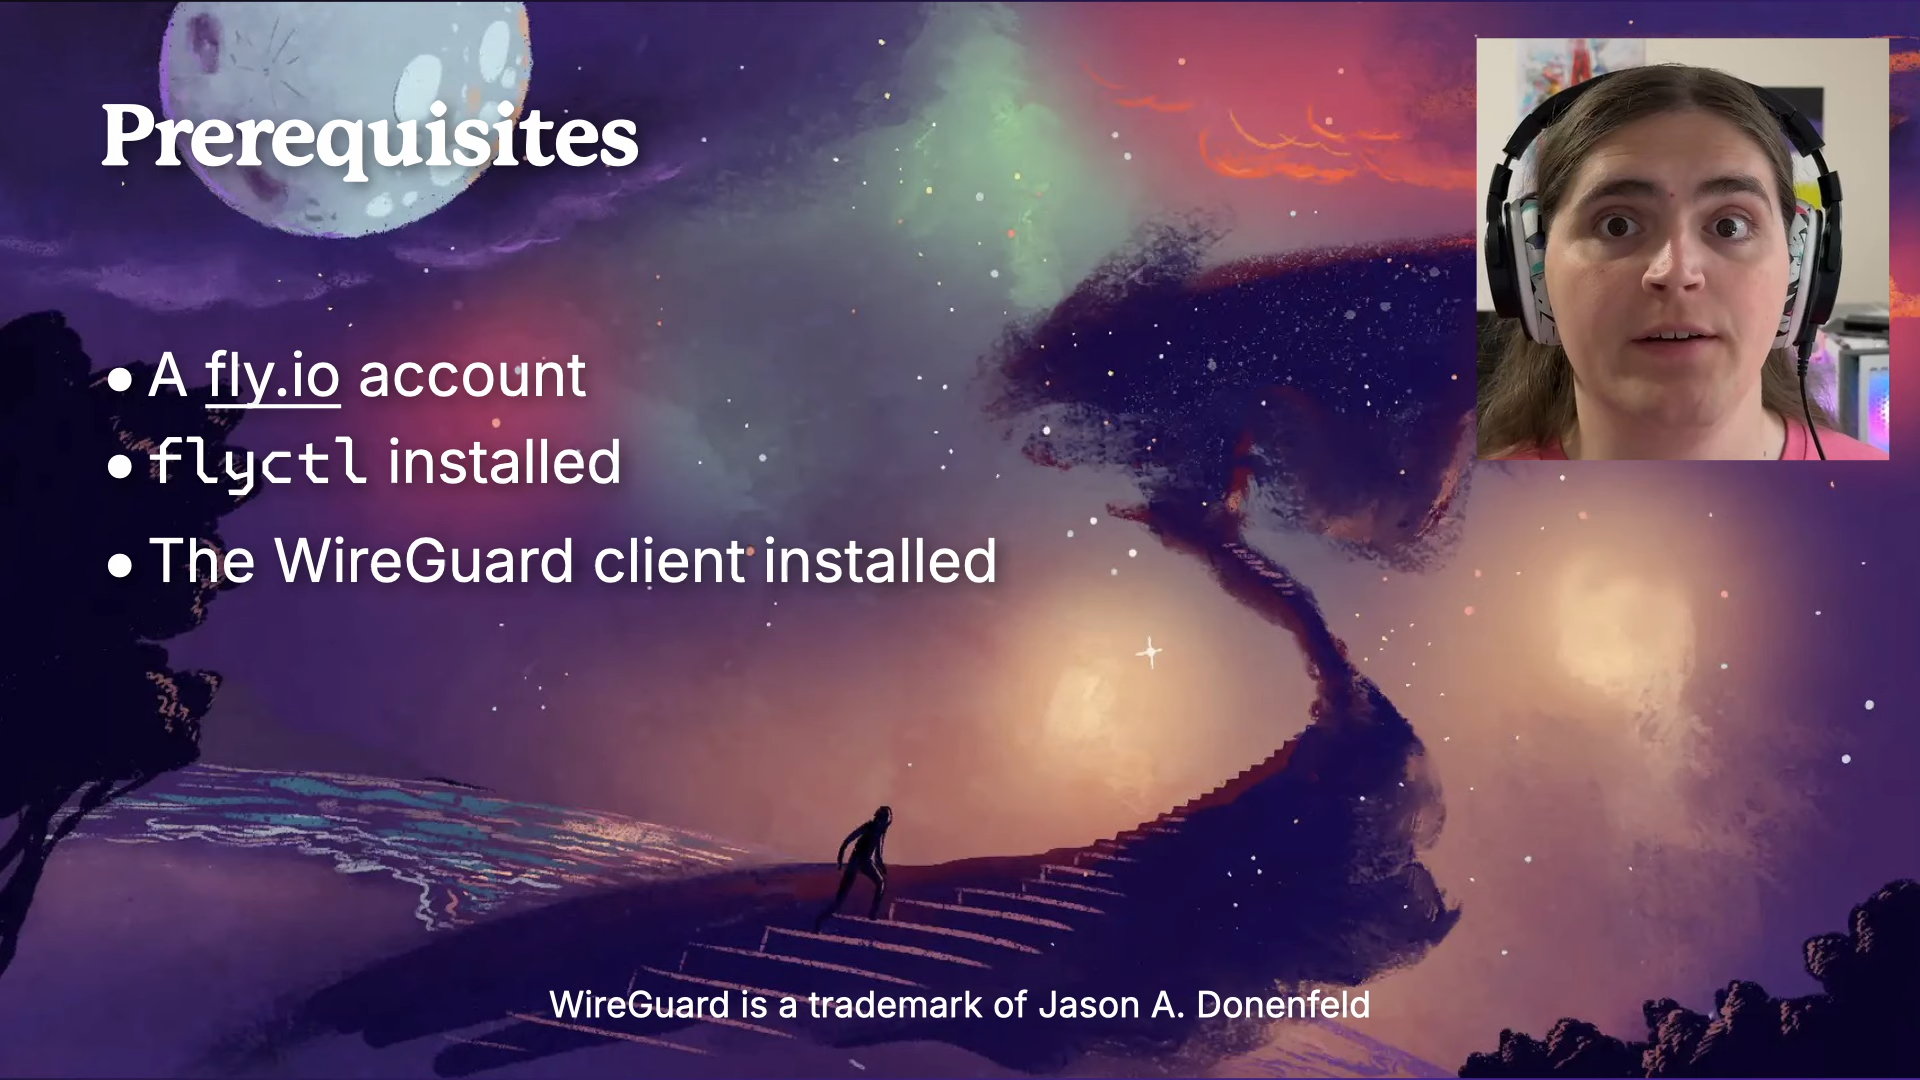 Prerequisites
• A fly.io account
• flyctl installed
• The WireGuard client installed
WireGuard is a trademark of Jason A. Donenfeld